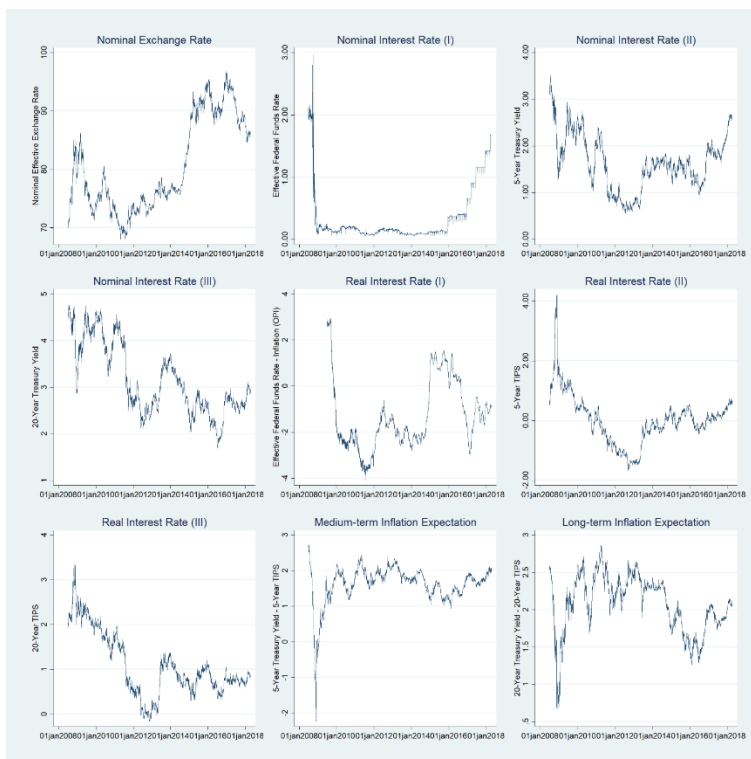 Nominal Exchange Rate
Nominal Effective Exchange Rate
100
90
80
70
01jan200801jan201001jan201201jan201401jan201601jan2018
Nominal Interest Rate (I)
Effective Federal Funds Rate
3.00
2.00
1.00
0.00
01jan200801jan201001jan201201jan201401jan201601jan2018
Nominal Interest Rate (II)
5-Year Treasury Yield
4.00
3.00
2.00
1.00
0.00
01jan200801jan201001jan201201jan201401jan201601jan2018
Nominal Interest Rate (III)
20-Year Treasury Yield
5
4
3
2
1
01jan200801jan201001jan201201jan201401jan201601jan2018
Real Interest Rate (I)
Effective Federal Funds Rate - Inflation (OPI)
4
2
0
-2
-4
01jan200801jan201001jan201201jan201401jan201601jan2018
Real Interest Rate (II)
5-Year TIPS
4.00
2.00
0.00
-2.00
01jan200801jan201001jan201201jan201401jan201601jan2018
Real Interest Rate (III)
20-Year TIPS
4
3
2
1
0
01jan200801jan201001jan201201jan201401jan201601jan2018
Medium-term Inflation Expectation
5-Year Treasury Yield - 5-Year TIPS
3
2
1
0
-1
-2
01jan200801jan201001jan201201jan201401jan201601jan2018
Long-term Inflation Expectation
20-Year Treasury Yield - 20-Year TIPS
3
2.5
2
1.5
1
.5
01jan200801jan201001jan201201jan201401jan201601jan2018